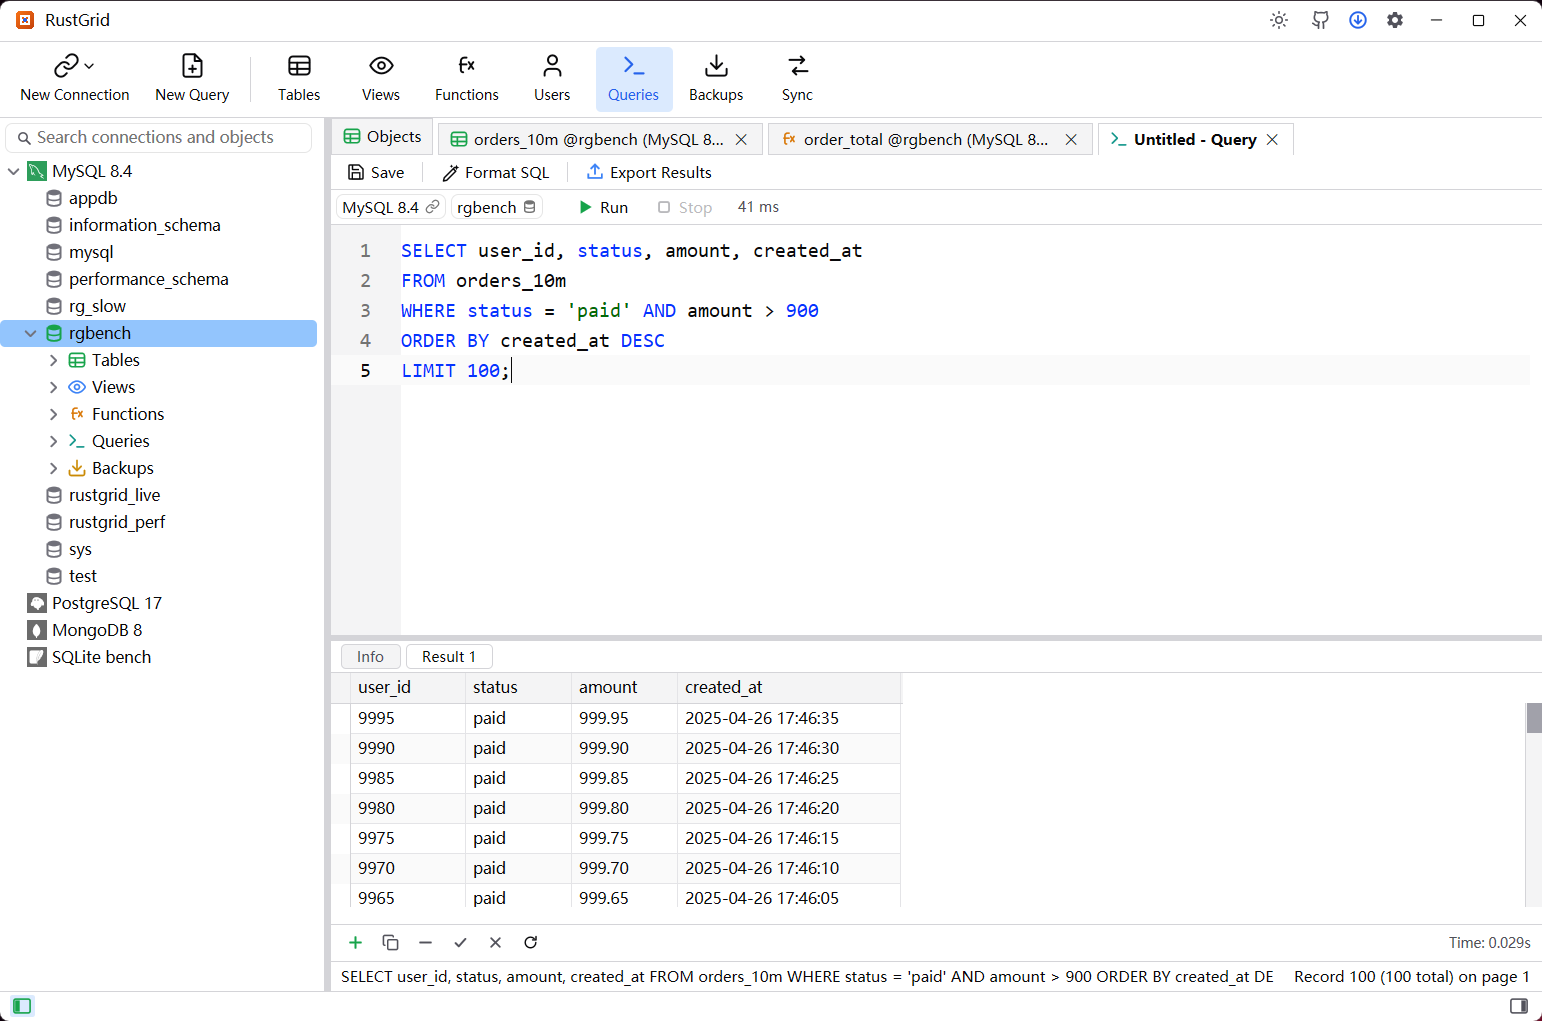 RustGrid
New Connection
New Query
Tables
Views
Functions
Users
Queries
Backups
Sync
Search connections and objects
MySQL 8.4
appdb
information_schema
mysql
performance_schema
rg_slow
rgbench
Tables
Views
Functions
Queries
Backups
rustgrid_live
rustgrid_perf
sys
test
PostgreSQL 17
MongoDB 8
SQLite bench
Objects
orders_10m @rgbench (MySQL 8...
order_total @rgbench (MySQL 8...
Untitled - Query
Save
Format SQL
Export Results
MySQL 8.4
rgbench
Run
Stop
41 ms
1 SELECT user_id, status, amount, created_at
2 FROM orders_10m
3 WHERE status = 'paid' AND amount > 900
4 ORDER BY created_at DESC
5 LIMIT 100;
Info
Result 1
user_id status amount created_at
9995 paid 999.95 2025-04-26 17:46:35
9990 paid 999.90 2025-04-26 17:46:30
9985 paid 999.85 2025-04-26 17:46:25
9980 paid 999.80 2025-04-26 17:46:20
9975 paid 999.75 2025-04-26 17:46:15
9970 paid 999.70 2025-04-26 17:46:10
9965 paid 999.65 2025-04-26 17:46:05
Time: 0.029s
SELECT user_id, status, amount, created_at FROM orders_10m WHERE status = 'paid' AND amount > 900 ORDER BY created_at DE
Record 100 (100 total) on page 1